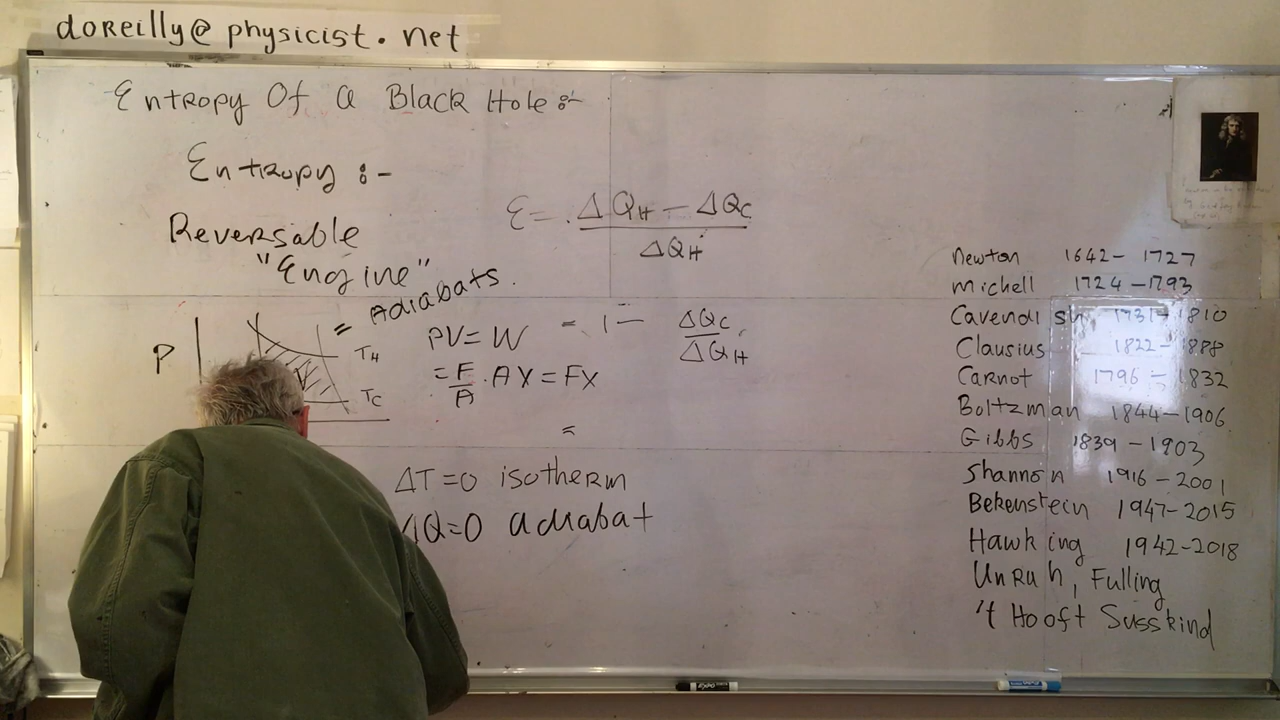 doreilly@physicist.net
Entropy Of a Black Hole:-
Entropy:-
Reversable
"Engine"
= Adiabats.
P
TH
TC
PV=W
=F/A.AX=FX
ΔT=0 isotherm
ΔQ=0 adiabat
ε=.ΔQH-ΔQC/ΔQH
=1-ΔQC/ΔQH
=
Newton 1642-1727
Michell 1724-1793
Cavendish 1731-1810
Clausius 1822-1888
Carnot 1796-1832
Boltzman 1844-1906
Gibbs 1839-1903
Shannon 1916-2001
Bekenstein 1947-2015
Hawking 1942-2018
Unruh, Fulling
't Hooft Susskind